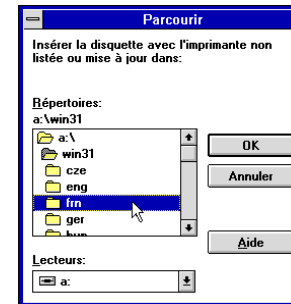 Parcourir
Insérer la disquette avec l'imprimante non
listée ou mise à jour dans:
Répertoires:
a:\win31
a:\
OK
win31
cze
Annuler
eng
frn
ger
hun
Aide
Lecteurs:
a: